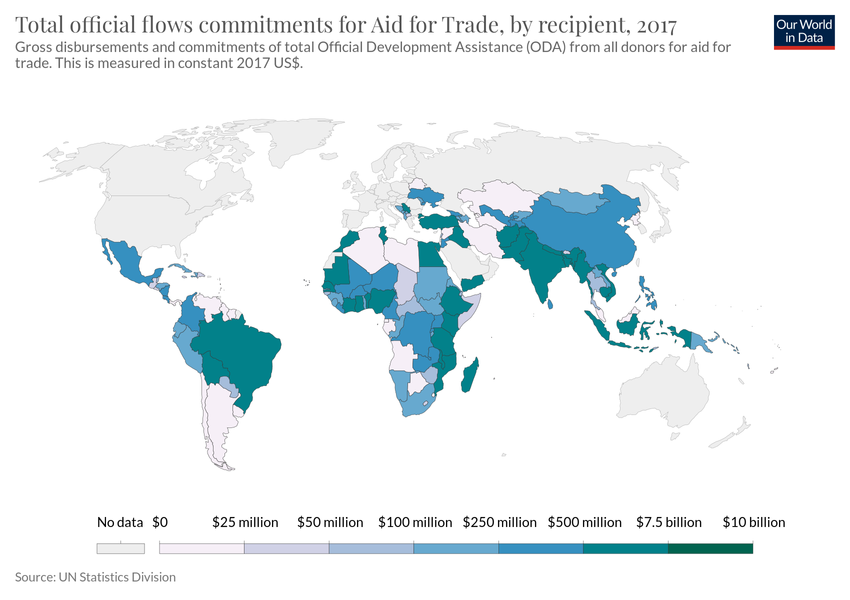 Total official flows commitments for Aid for Trade, by recipient, 2017
Our World
in Data
Gross disbursements and commitments of total Official Development Assistance (ODA) from all donors for aid for
trade. This is measured in constant 2017 US$.
No data $0 $25 million $50 million $100 million $250 million $500 million $7.5 billion $10 billion
Source: UN Statistics Division